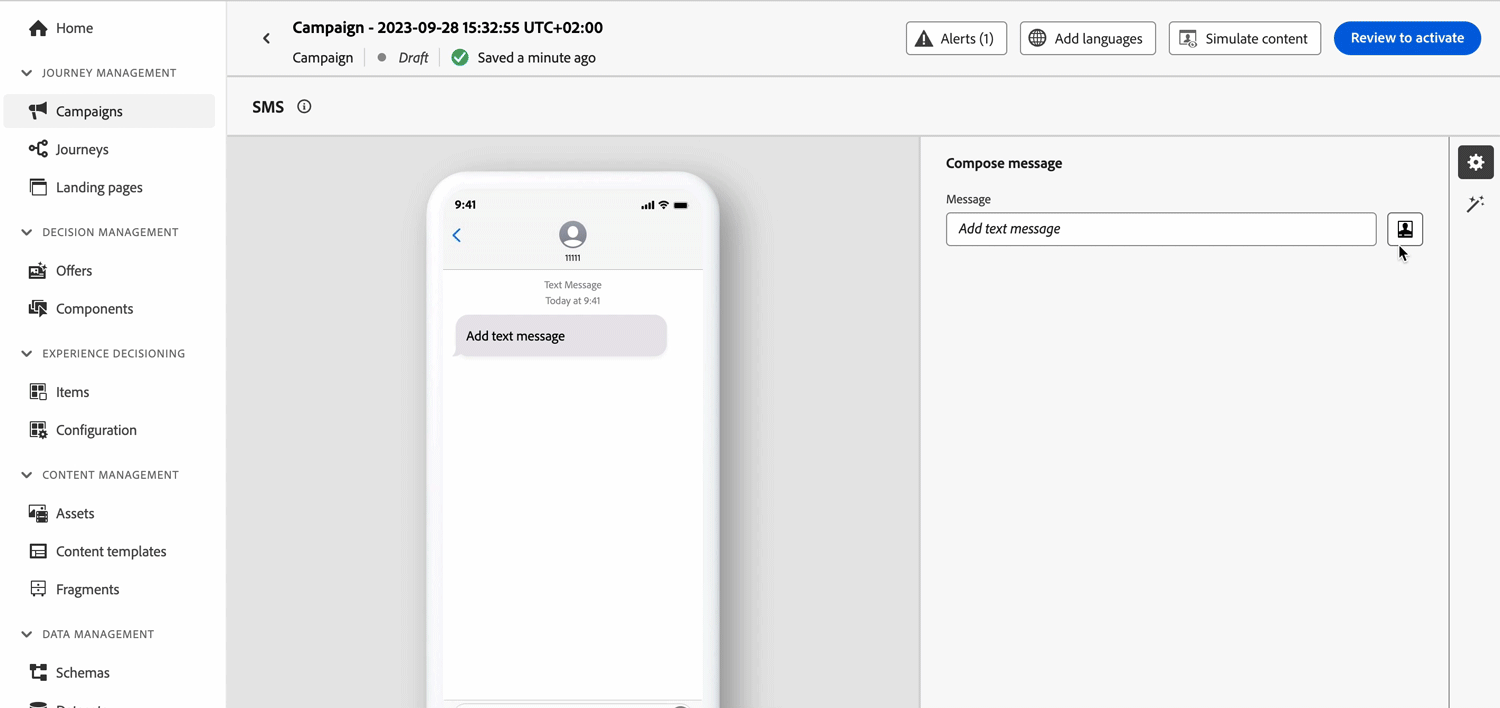 Home
JOURNEY MANAGEMENT
Campaigns
Journeys
Landing pages
DECISION MANAGEMENT
Offers
Components
EXPERIENCE DECISIONING
Items
Configuration
CONTENT MANAGEMENT
Assets
Content templates
Fragments
DATA MANAGEMENT
Schemas
Campaign - 2023-09-28 15:32:55 UTC+02:00
Campaign Draft Saved a minute ago
Alerts (1) Add languages Simulate content Review to activate
SMS
9:41
11111
Text Message
Today at 9:41
Add text message
Compose message
Message
Add text message